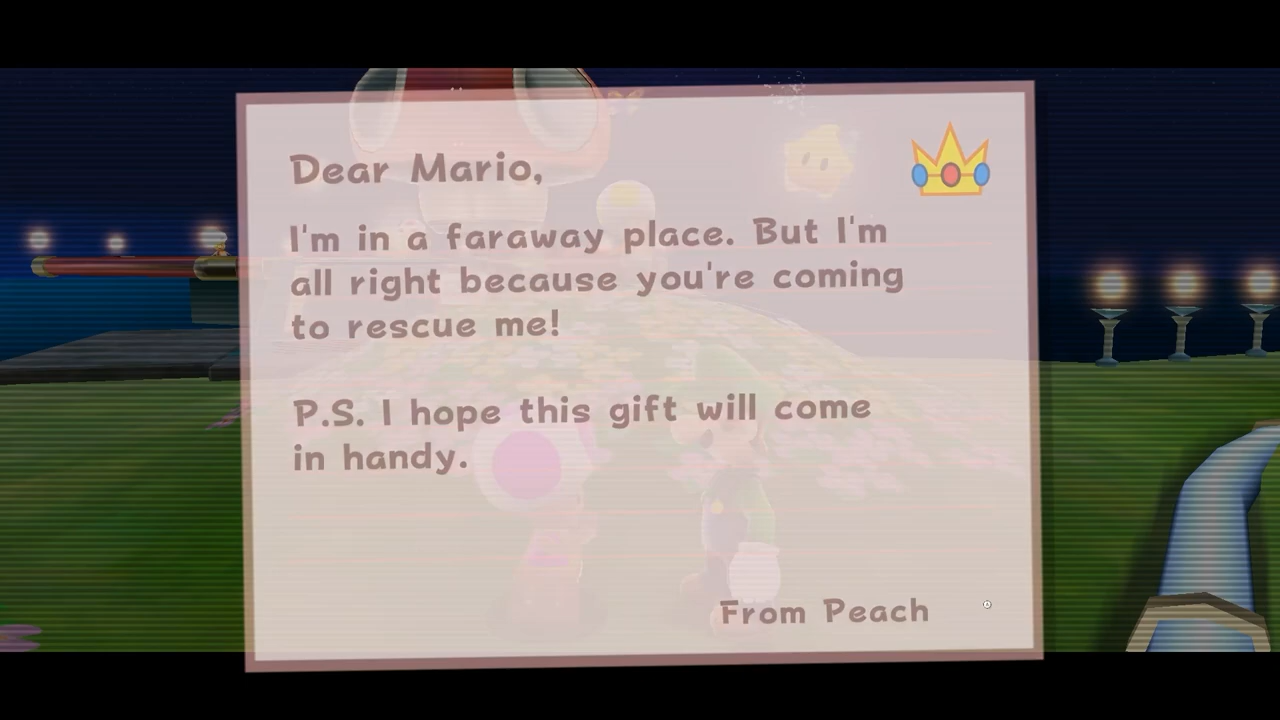 Dear Mario,
I'm in a faraway place. But I'm
all right because you're coming
to rescue me!
P.S. I hope this gift will come
in handy.
From Peach